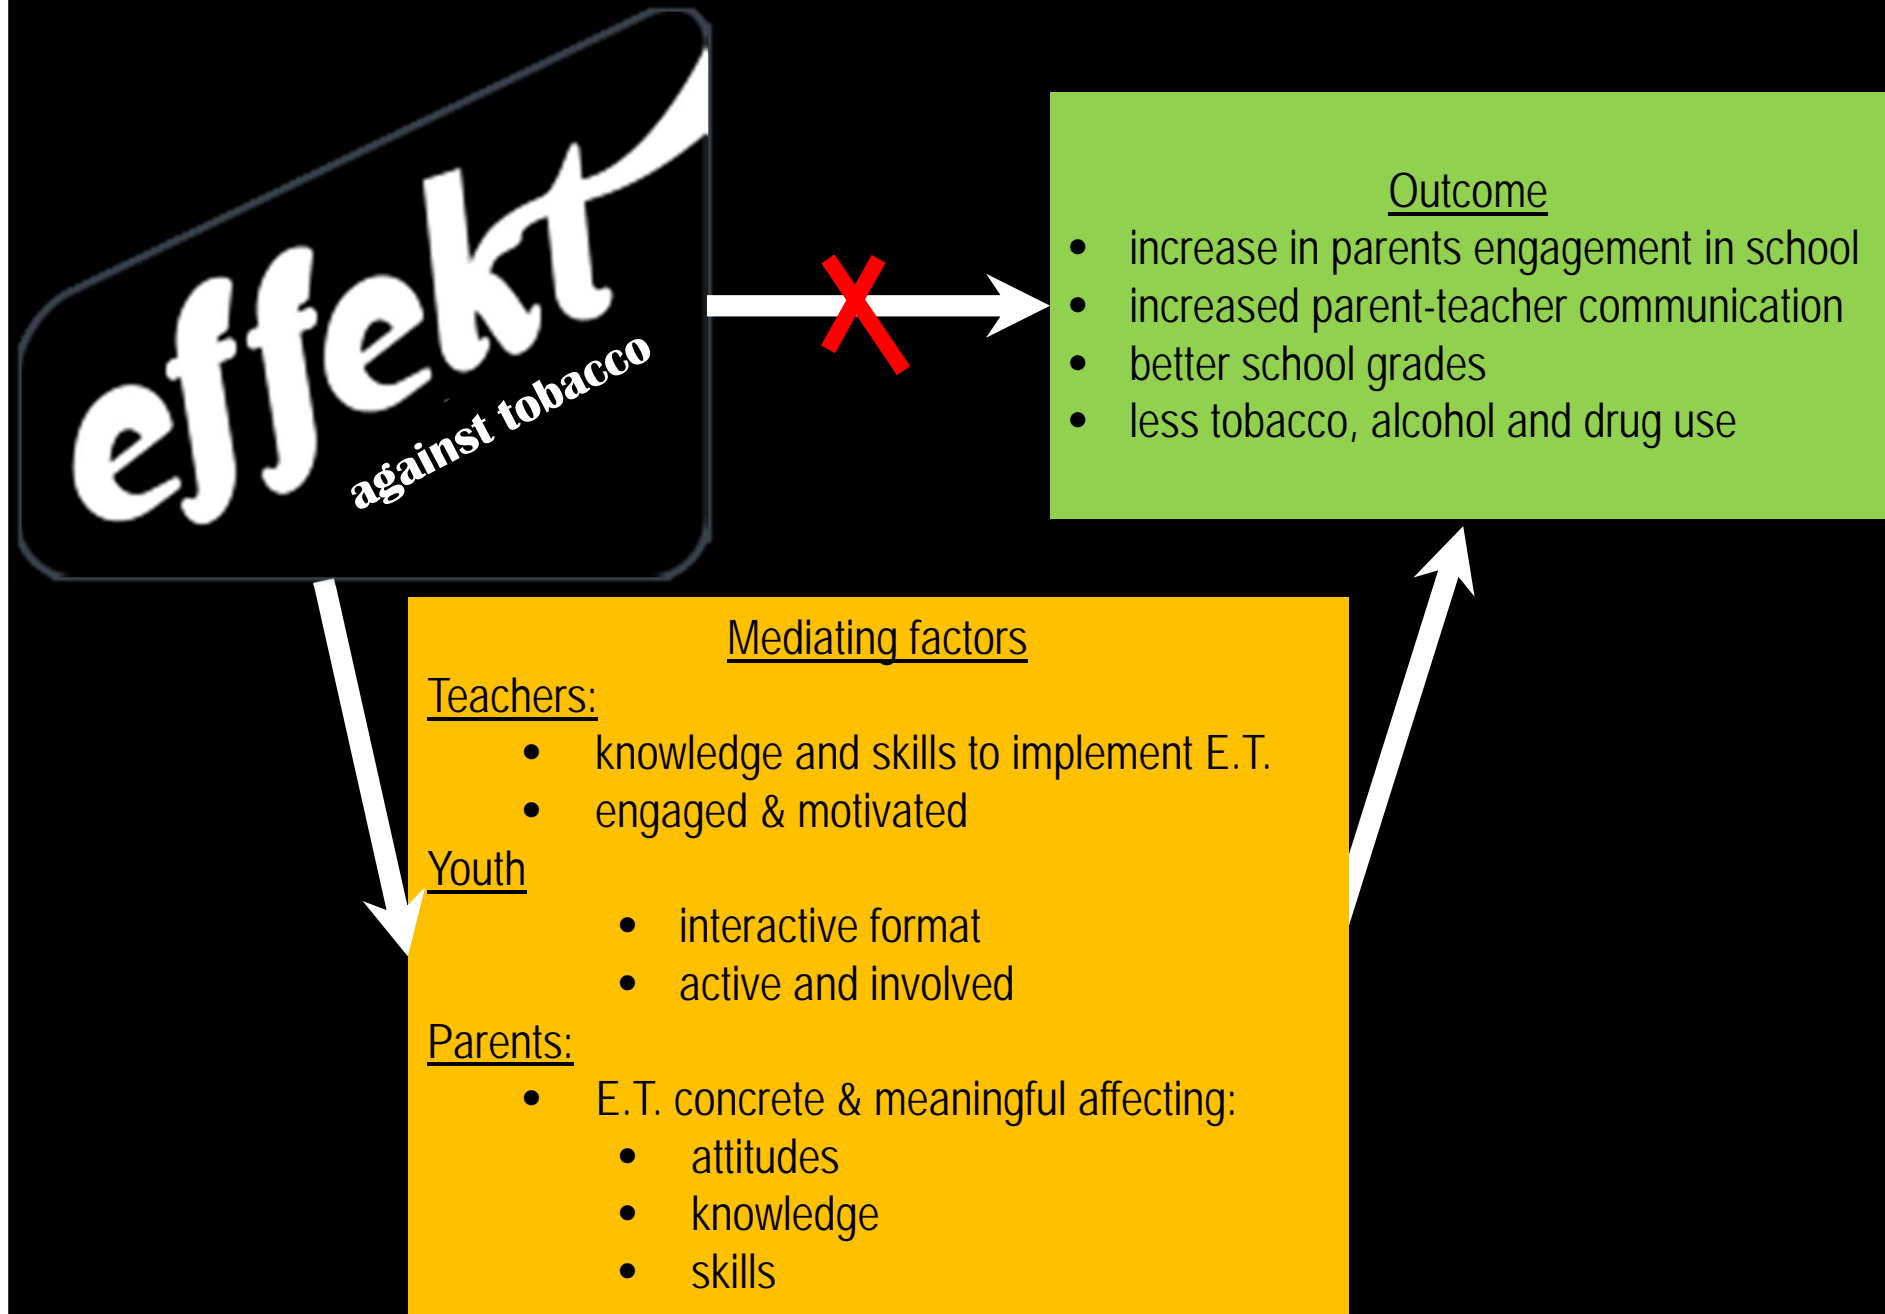 effekt
against tobacco
Outcome
• increase in parents engagement in school
• increased parent-teacher communication
• better school grades
• less tobacco, alcohol and drug use
Mediating factors
Teachers:
• knowledge and skills to implement E.T.
• engaged & motivated
Youth
• interactive format
• active and involved
Parents:
• E.T. concrete & meaningful affecting:
• attitudes
• knowledge
• skills